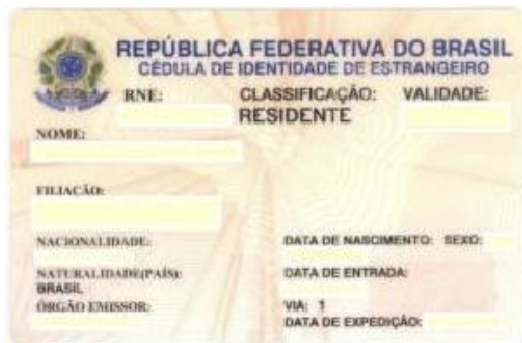 REPÚBLICA FEDERATIVA DO BRASIL
CÉDULA DE IDENTIDADE DE ESTRANGEIRO
RNE: CLASSIFICAÇÃO: VALIDADE:
RESIDENTE
NOME:
FILIAÇÃO:
NACIONALIDADE: DATA DE NASCIMENTO: SEXO:
NATURALIDADE(PAÍS): DATA DE ENTRADA:
BRASIL
ÓRGÃO EMISSOR: VIA: 1
DATA DE EXPEDIÇÃO: